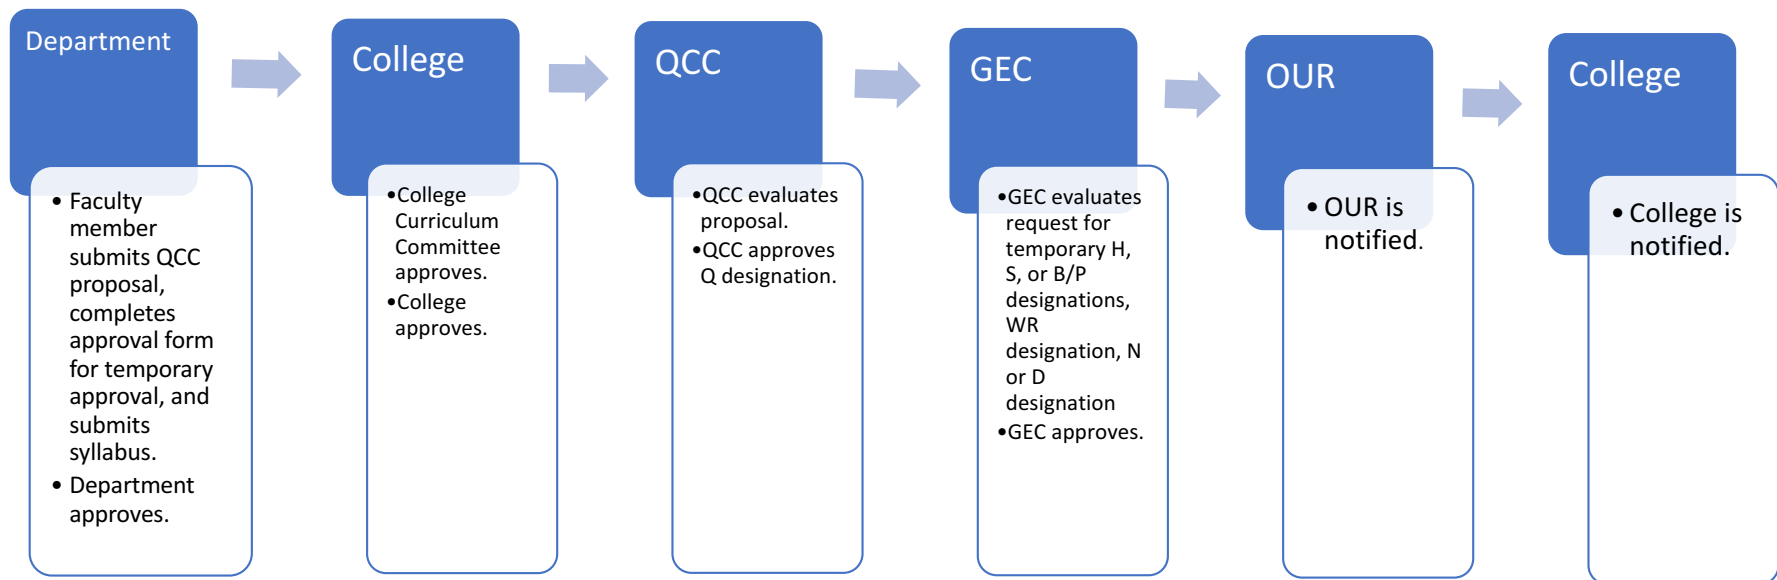 Department
• Faculty
member
submits QCC
proposal,
completes
approval form
for temporary
approval, and
submits
syllabus.
• Department
approves.
College
•College
Curriculum
Committee
approves.
•College
approves.
QCC
•QCC evaluates
proposal.
•QCC approves
Q designation.
GEC
•GEC evaluates
request for
temporary H,
S, or B/P
designations,
WR
designation, N
or D
designation
•GEC approves.
OUR
• OUR is
notified.
College
• College is
notified.